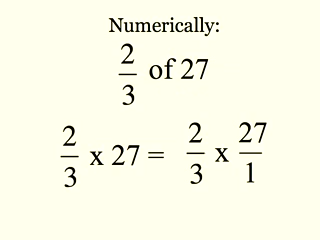 Numerically:
2/3 of 27
2/3 x 27 = 2/3 x 27/1